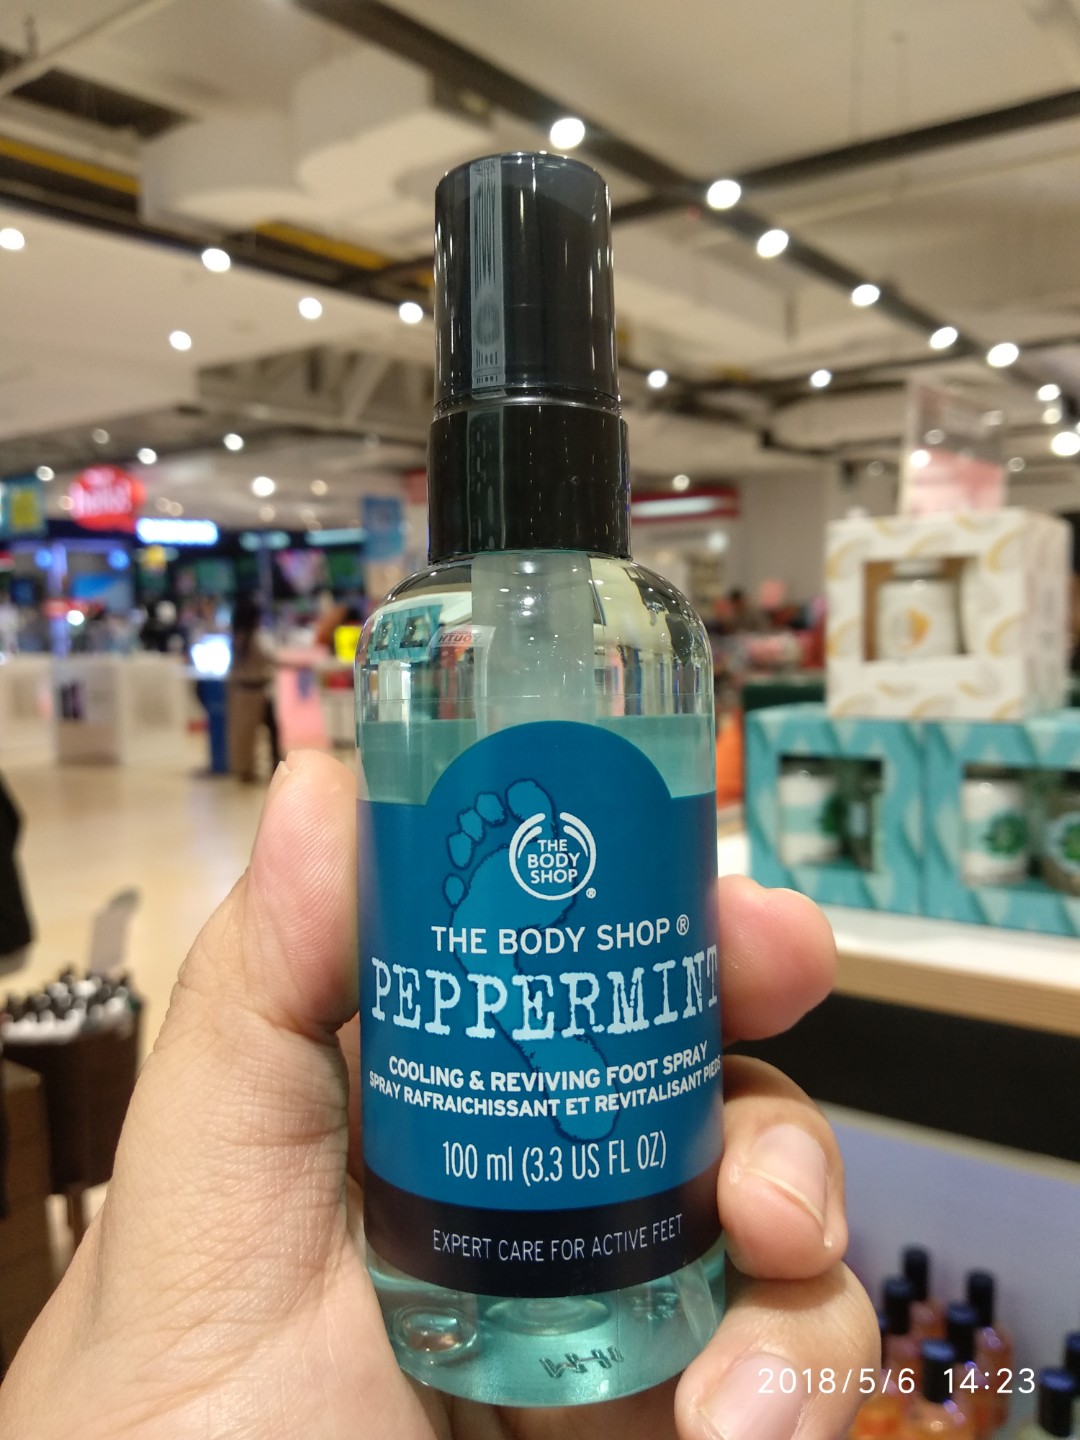 THE
BODY
SHOP
®
THE BODY SHOP ®
PEPPERMINT
COOLING & REVIVING FOOT SPRAY
SPRAY RAFRAICHISSANT ET REVITALISANT PIEDS
100 ml (3.3 US FL OZ)
EXPERT CARE FOR ACTIVE FEET
2018/5/6 14:23